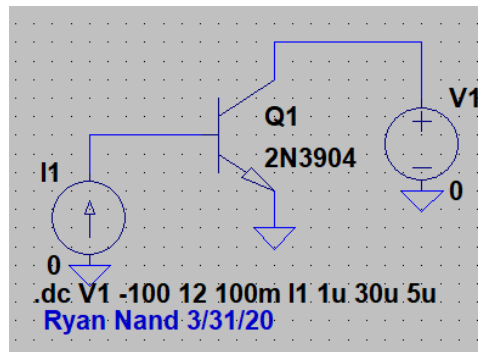 Q1
V1
2N3904
I1
0
0
.dc V1 -100 12 100m I1 1u 30u 5u
Ryan Nand 3/31/20